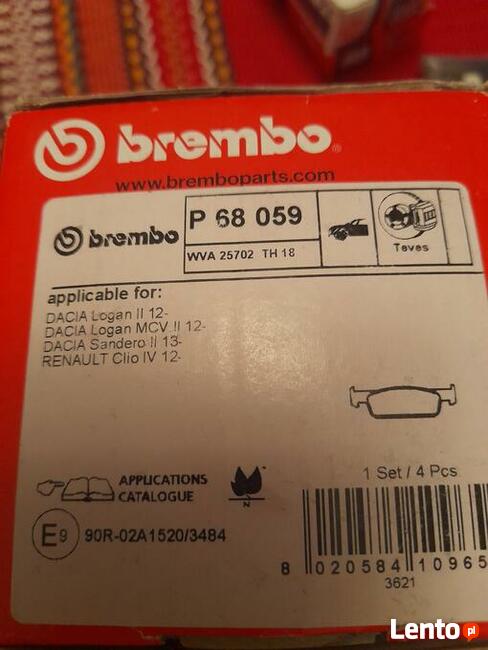 brembo
www.bremboparts.com
brembo
P 68 059
WVA 25702 TH 18
Teves
applicable for:
DACIA Logan II 12-
DACIA Logan MCV II 12-
DACIA Sandero II 13-
RENAULT Clio IV 12-
APPLICATIONS
CATALOGUE
N
1 Set / 4 Pcs
E9 90R-02A1520/3484
8 020584 10965
3621
Lento.pl